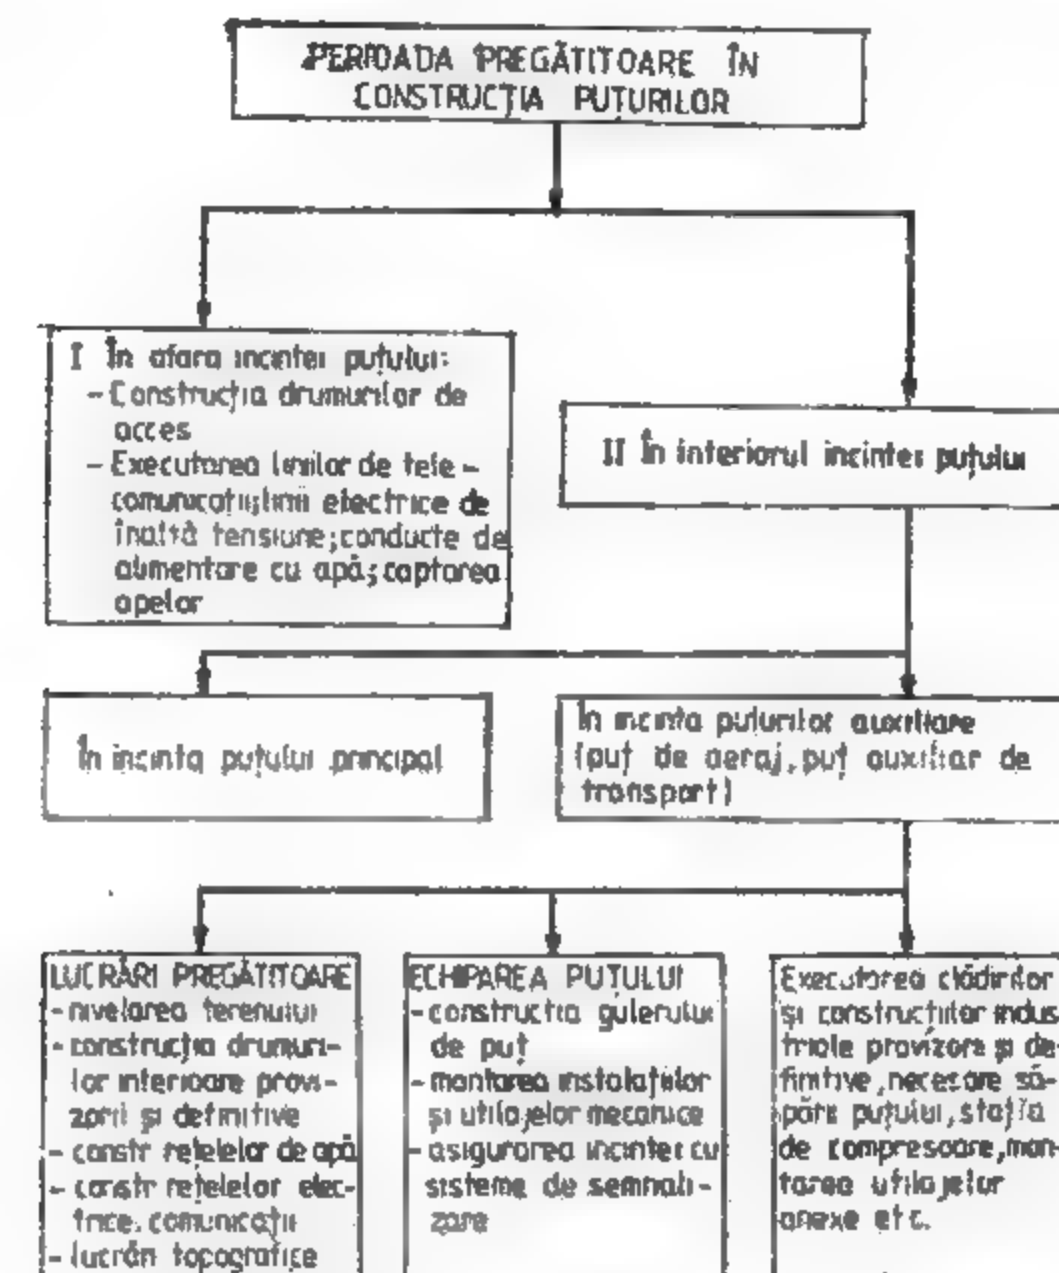 PERIOADA PREGĂTITOARE ÎN
CONSTRUCȚIA PUȚURILOR
I În afara incintei puțului:
- Construcția drumurilor de
acces
- Executarea liniilor de tele-
comunicații; linii electrice de
înaltă tensiune; conducte de
alimentare cu apă; captarea
apelor
II În interiorul incintei puțului
În incinta puțului principal
În incinta puțurilor auxiliare
(puț de aeraj, puț auxiliar de
transport)
LUCRĂRI PREGĂTITOARE
- nivelarea terenului
- construcția drumuri-
lor interioare provi-
zorii și definitive
- constr rețelelor de apă
- constr rețelelor elec-
trice, comunicații
- lucrări topografice
ECHIPAREA PUȚULUI
- construcția gulerului
de puț
- montarea instalațiilor
și utilajelor mecanice
- asigurarea incintei cu
sisteme de semnali-
zare
Executarea clădirilor
și construcțiilor indus
triale provizorii și de-
finitive, necesare să-
pării puțului, stația
de compresoare, mon-
tarea utilajelor
anexe etc.